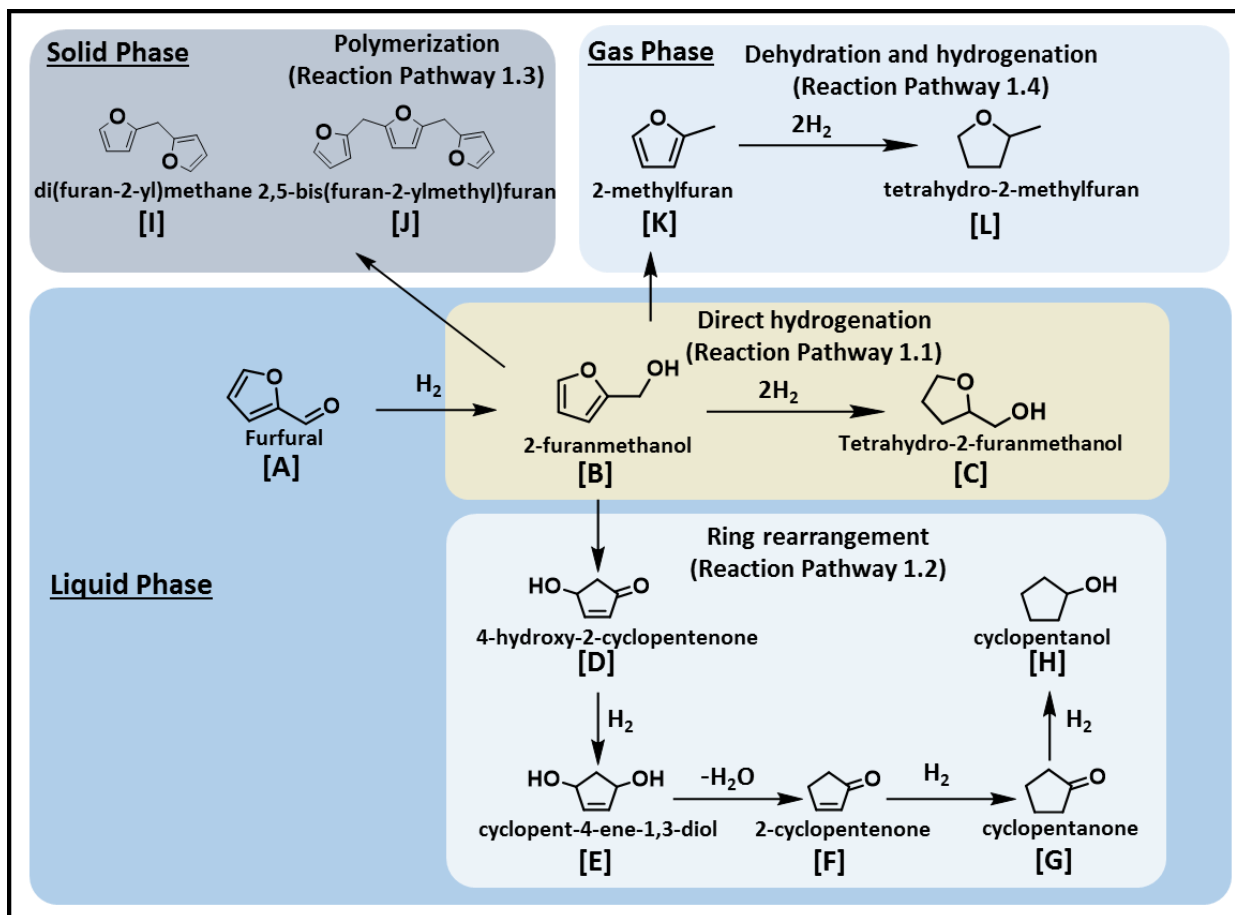 Solid Phase
Polymerization
(Reaction Pathway 1.3)
O
O
di(furan-2-yl)methane
[I]
O
O
O
2,5-bis(furan-2-ylmethyl)furan
[J]
Gas Phase
Dehydration and hydrogenation
(Reaction Pathway 1.4)
O
2-methylfuran
[K]
2H₂
O
tetrahydro-2-methylfuran
[L]
Liquid Phase
O
O
Furfural
[A]
H₂
Direct hydrogenation
(Reaction Pathway 1.1)
O
OH
2-furanmethanol
[B]
2H₂
O
OH
Tetrahydro-2-furanmethanol
[C]
Ring rearrangement
(Reaction Pathway 1.2)
HO
O
4-hydroxy-2-cyclopentenone
[D]
H₂
HO
OH
cyclopent-4-ene-1,3-diol
[E]
-H₂O
O
2-cyclopentenone
[F]
H₂
O
cyclopentanone
[G]
H₂
OH
cyclopentanol
[H]